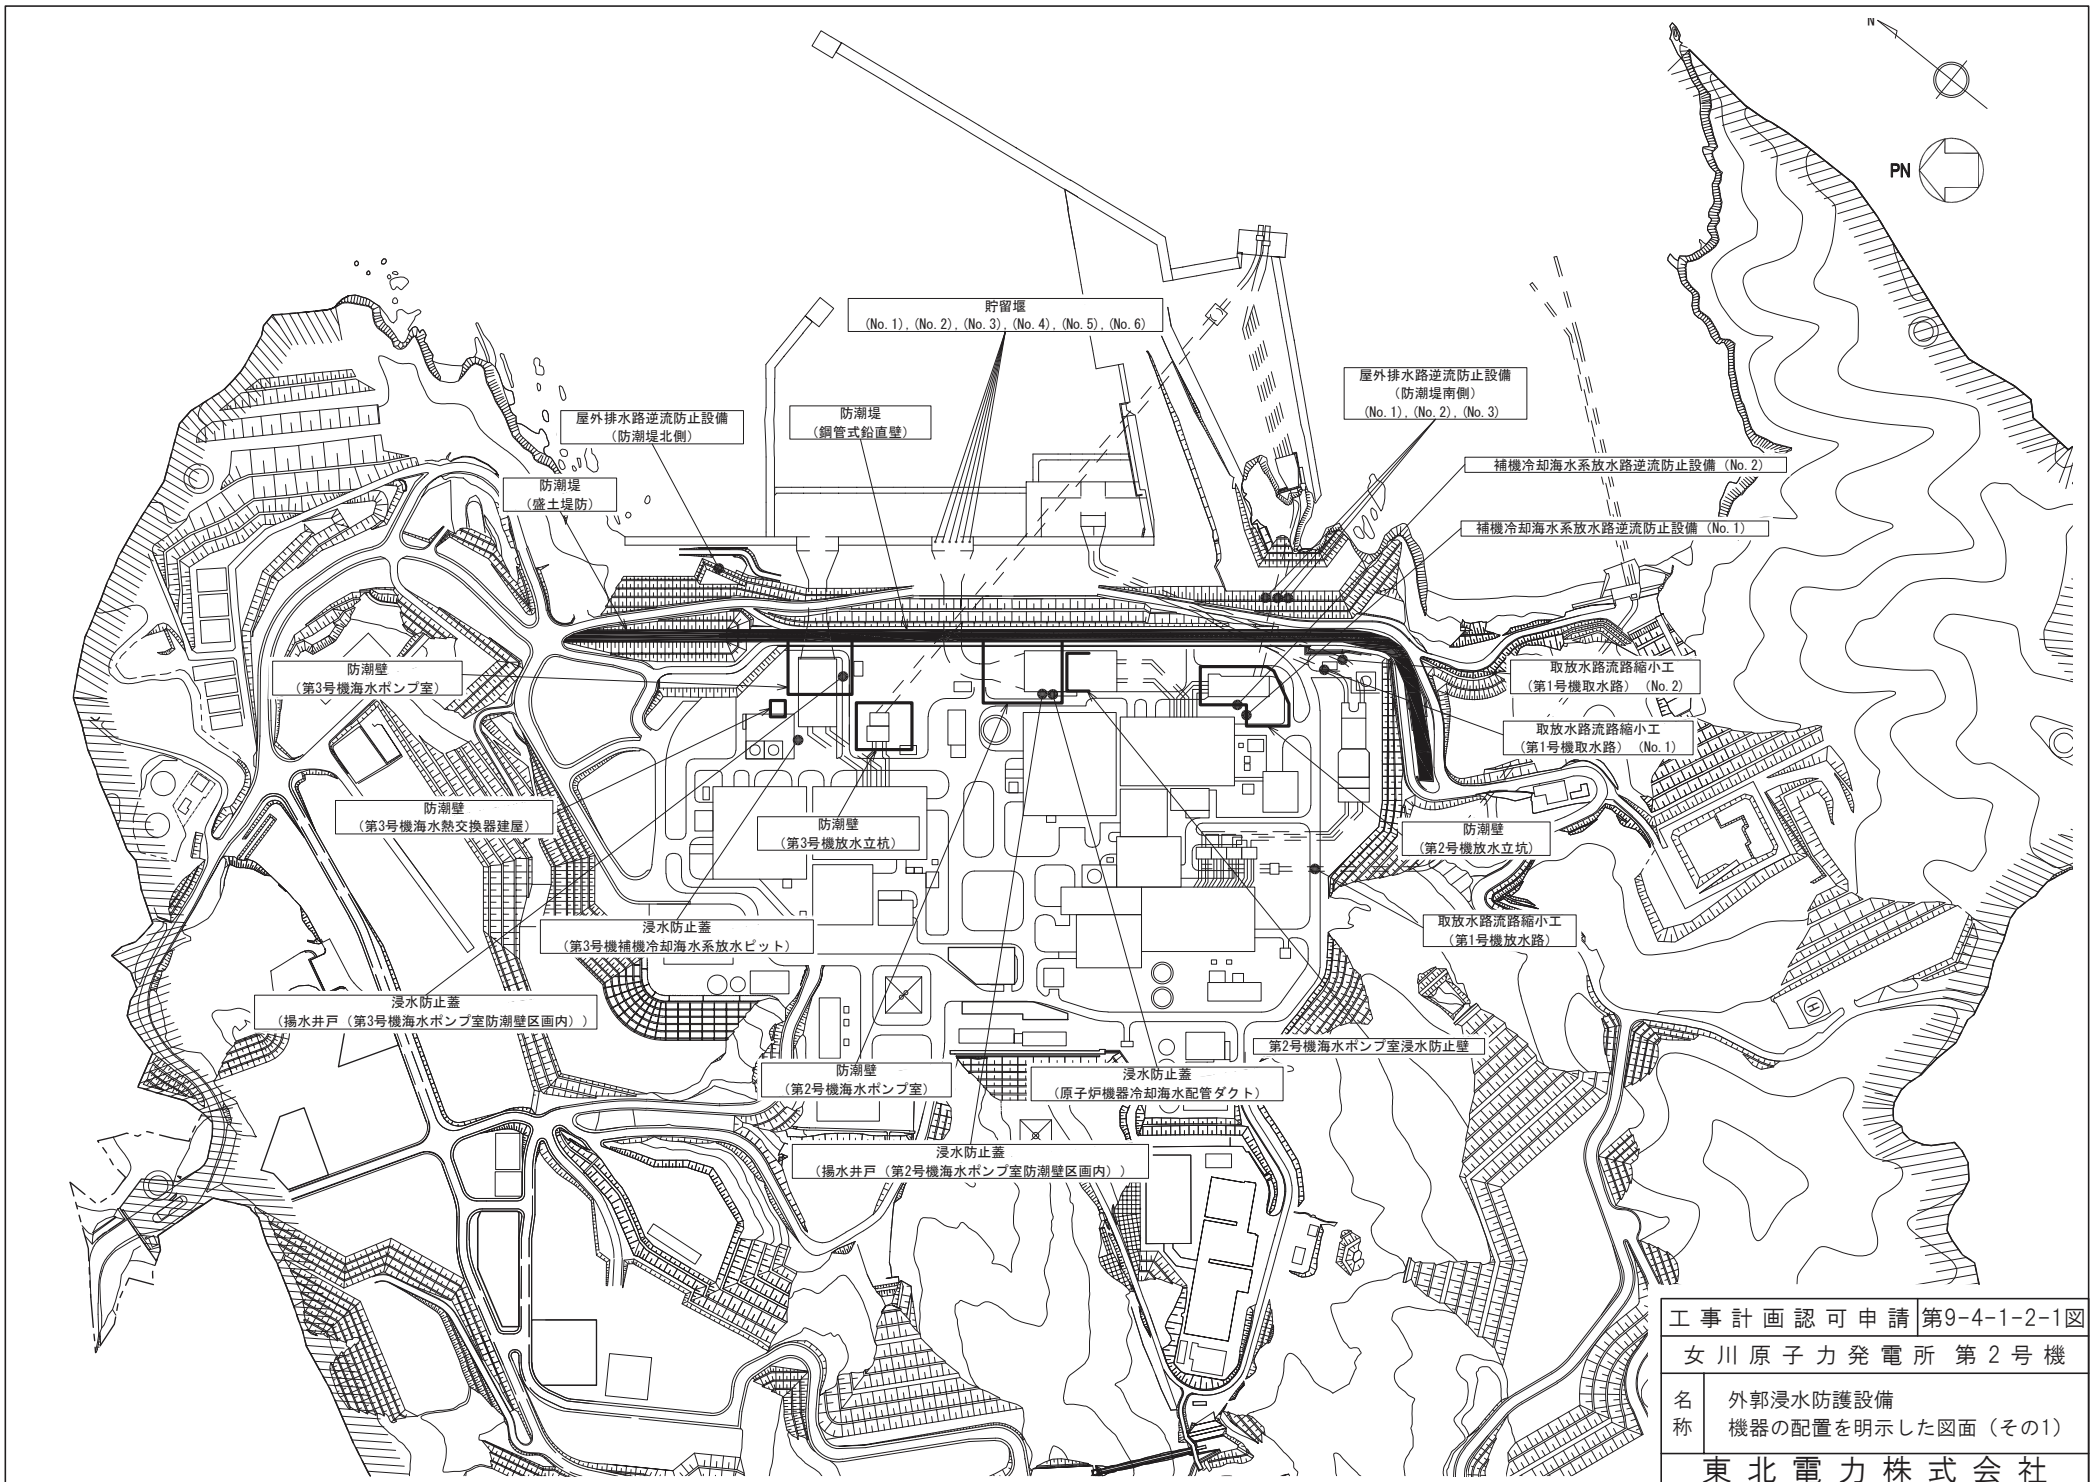 N
PN
貯留堰
(No.1), (No.2), (No.3), (No.4), (No.5), (No.6)
屋外排水路逆流防止設備
(防潮堤南側)
(No.1), (No.2), (No.3)
屋外排水路逆流防止設備
(防潮堤北側)
防潮堤
(鋼管式鉛直壁)
補機冷却海水系放水路逆流防止設備 (No.2)
防潮堤
(盛土堤防)
補機冷却海水系放水路逆流防止設備 (No.1)
防潮壁
(第3号機海水ポンプ室)
取放水路流路縮小工
(第1号機取水路) (No.2)
取放水路流路縮小工
(第1号機取水路) (No.1)
防潮壁
(第3号機海水熱交換器建屋)
防潮壁
(第3号機放水立杭)
防潮壁
(第2号機放水立坑)
浸水防止蓋
(第3号機補機冷却海水系放水ピット)
取放水路流路縮小工
(第1号機放水路)
浸水防止蓋
(揚水井戸 (第3号機海水ポンプ室防潮壁区画内))
H
第2号機海水ポンプ室浸水防止壁
防潮壁
(第2号機海水ポンプ室)
浸水防止蓋
(原子炉機器冷却海水配管ダクト)
浸水防止蓋
(揚水井戸 (第2号機海水ポンプ室防潮壁区画内))
工事計画認可申請 第9-4-1-2-1図
女川原子力発電所 第2号機
名称 外郭浸水防護設備
機器の配置を明示した図面 (その1)
東北電力株式会社